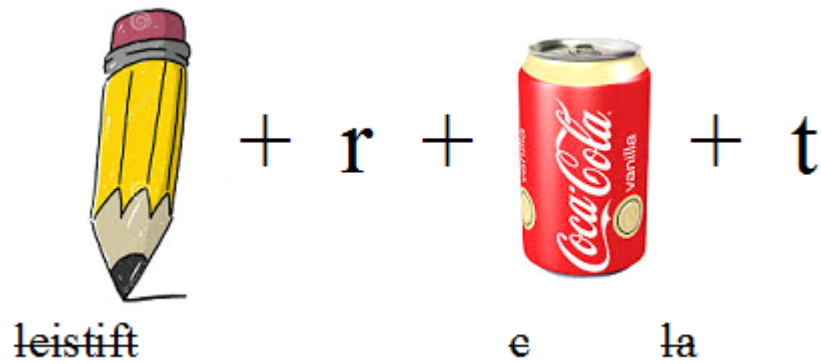 + r + Coca-Cola vanilla + t
leistift c la